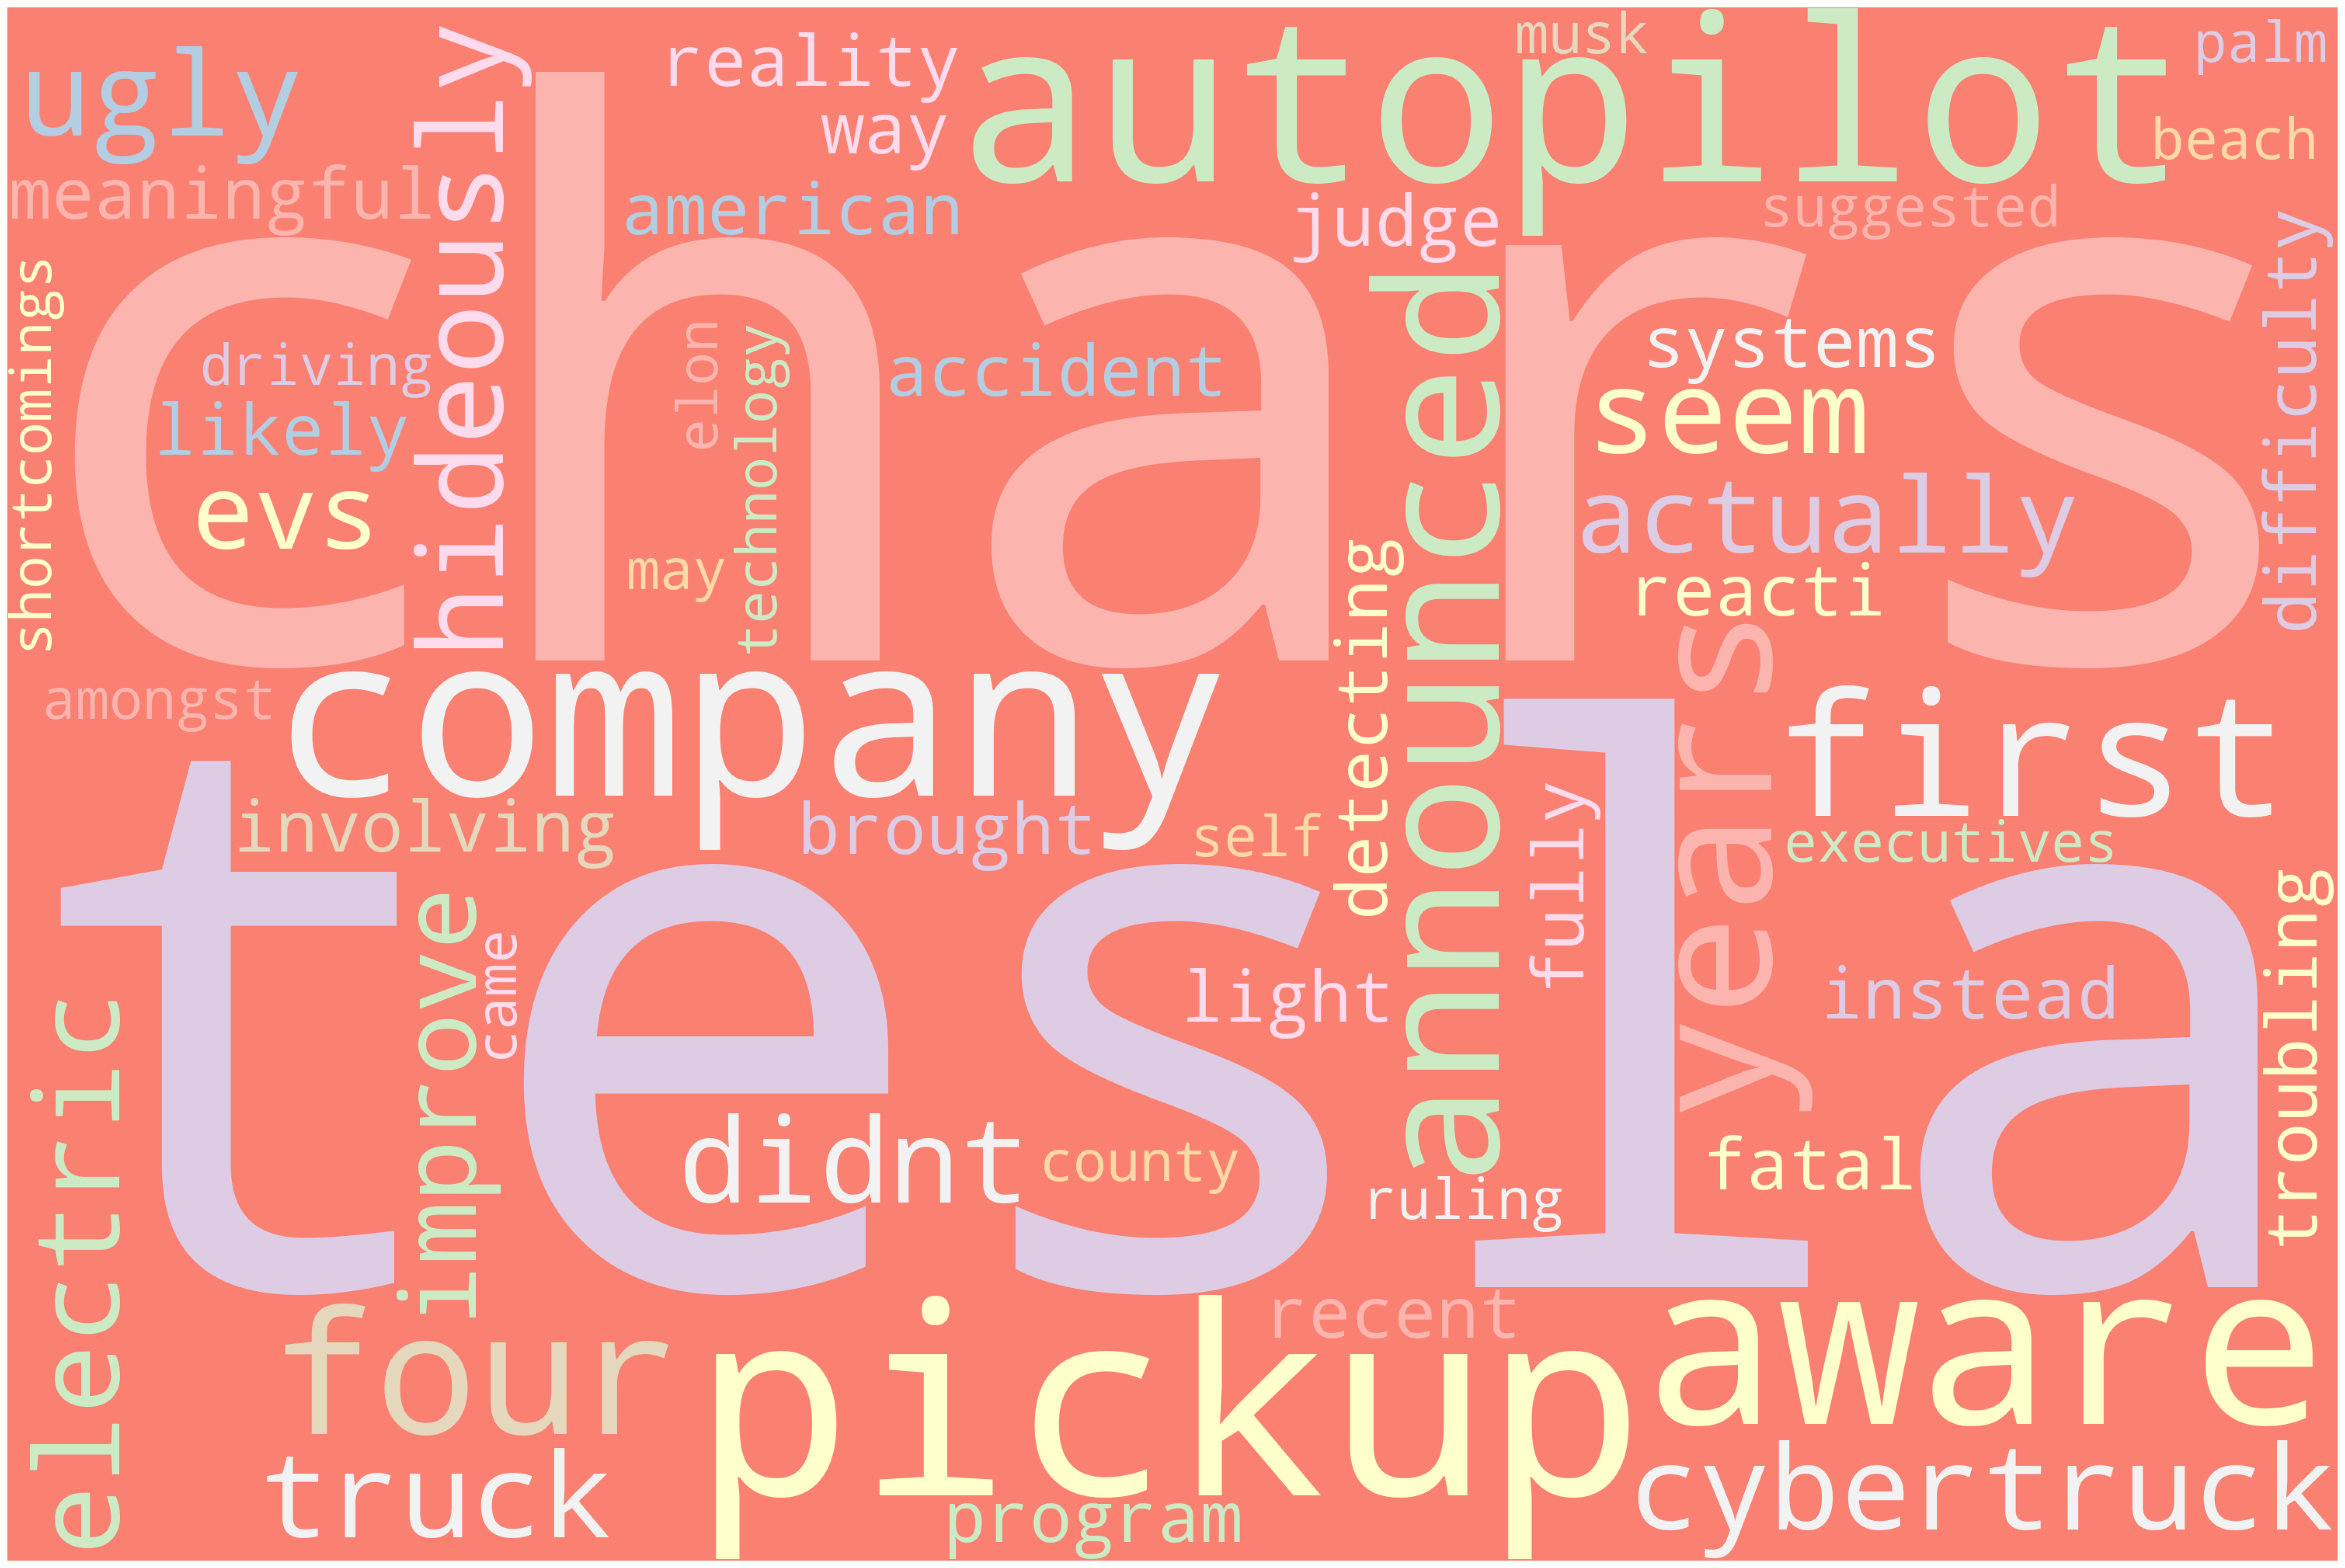 ugly
hideously
reality
autopilot
musk
palm
way
beach
meaningful
american
judge
suggested
chars
shortcomings
driving
elon
technology
accident
announced
systems
difficulty
likely
seem
evs
actually
may
detecting
reacti
years
amongst
company
first
involving
brought
self
fully
executives
tesla
electric
improve
came
light
instead
troubling
didnt
county
ruling
fatal
four
pickup
recent
aware
truck
program
cybertruck